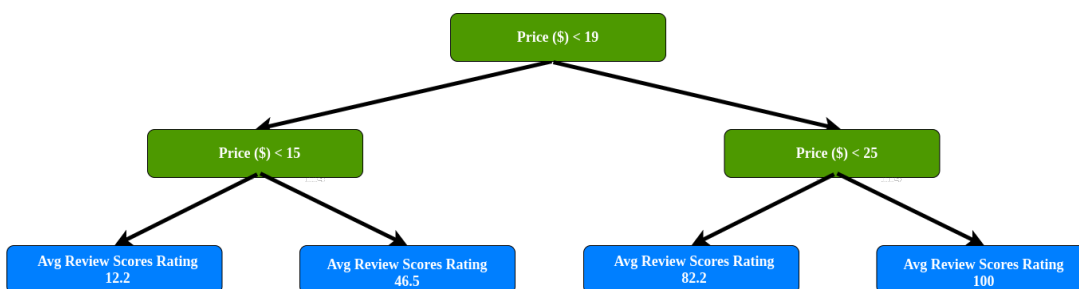 Price ($) < 19
Price ($) < 15
Price ($) < 25
Avg Review Scores Rating
12.2
Avg Review Scores Rating
46.5
Avg Review Scores Rating
82.2
Avg Review Scores Rating
100